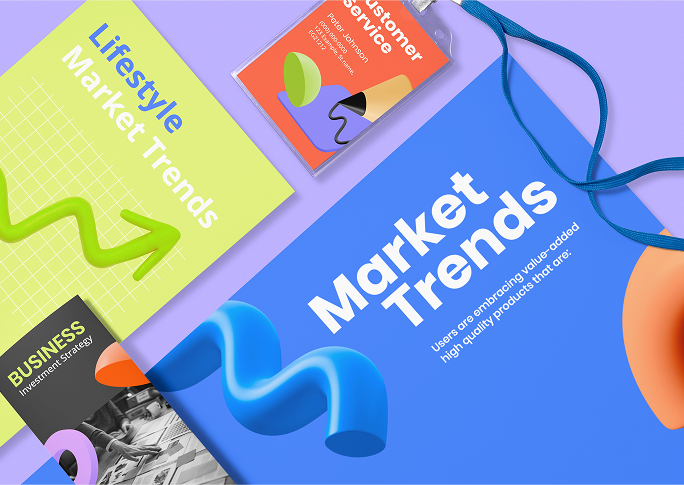 Lifestyle
Market Trends
Customer
Service
Peter Johnson
Market
Trends
Users are embracing value-added
high quality products that are:
BUSINESS
Investment Strategy